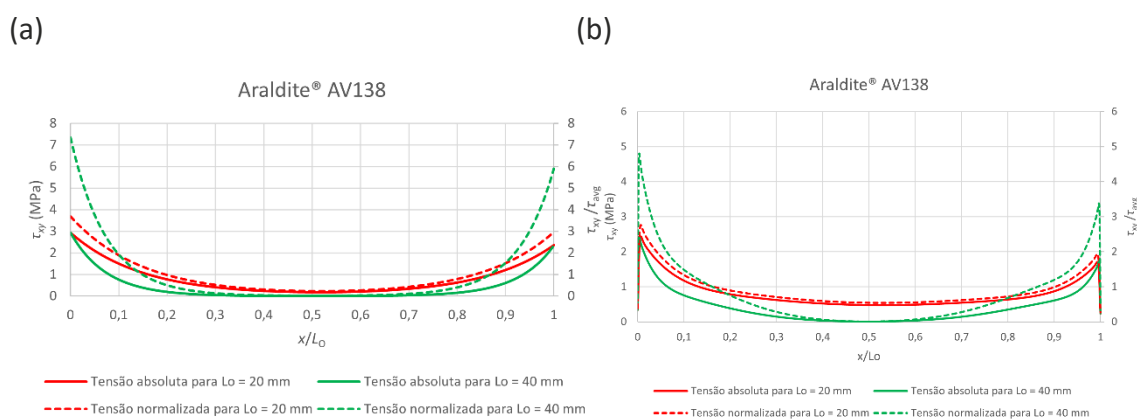 (a)
Araldite® AV138
τxy (MPa)
8
7
6
5
4
3
2
1
0
8
7
6
5
4
3
2
1
0
0 0,1 0,2 0,3 0,4 0,5 0,6 0,7 0,8 0,9 1
x/LO
τxy /τavg
Tensão absoluta para Lo = 20 mm
Tensão absoluta para Lo = 40 mm
Tensão normalizada para Lo = 20 mm
Tensão normalizada para Lo = 40 mm
(b)
Araldite® AV138
τxy (MPa)
6
5
4
3
2
1
0
6
5
4
3
2
1
0
0 0,1 0,2 0,3 0,4 0,5 0,6 0,7 0,8 0,9 1
x/Lo
τxy /τavg
Tensão absoluta para Lo = 20 mm
Tensão absoluta para Lo = 40 mm
Tensão normalizada para Lo = 20 mm
Tensão normalizada para Lo = 40 mm